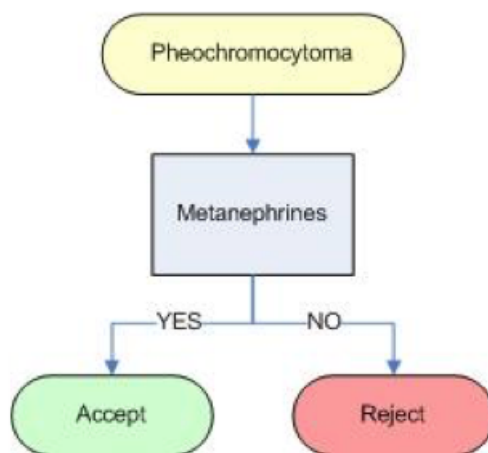 Pheochromocytoma
Metanephrines
YES
NO
Accept
Reject